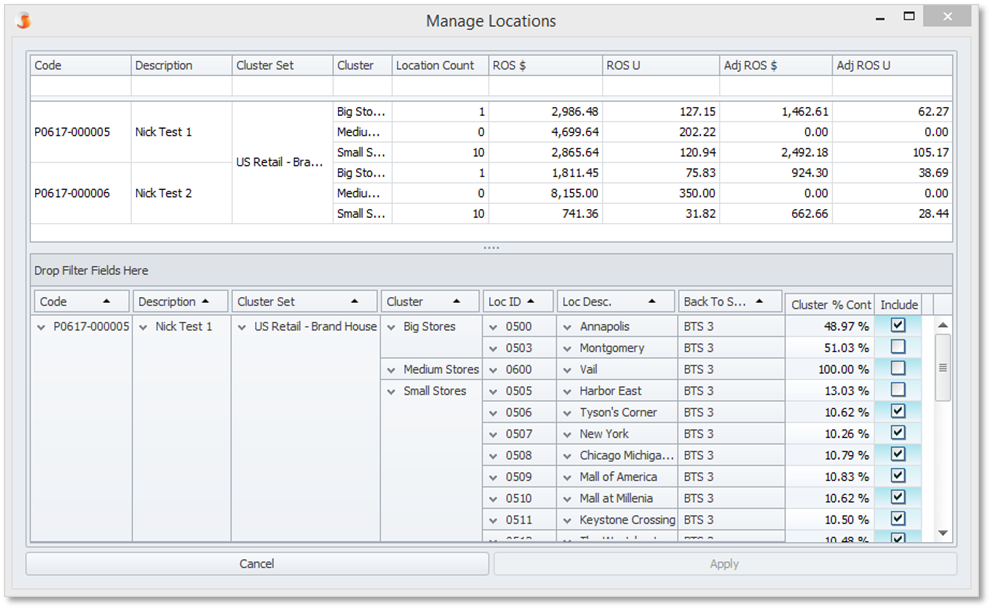 Manage Locations
Code Description Cluster Set Cluster Location Count ROS $ ROS U Adj ROS $ Adj ROS U
P0617-000005 Nick Test 1 US Retail - Bra... Big Sto... 1 2,986.48 127.15 1,462.61 62.27
Mediu... 0 4,699.64 202.22 0.00 0.00
Small S... 10 2,865.64 120.94 2,492.18 105.17
P0617-000006 Nick Test 2 Big Sto... 1 1,811.45 75.83 924.30 38.69
Mediu... 0 8,155.00 350.00 0.00 0.00
Small S... 10 741.36 31.82 662.66 28.44
Drop Filter Fields Here
Code Description Cluster Set Cluster Loc ID Loc Desc. Back To S... Cluster % Cont Include
P0617-000005 Nick Test 1 US Retail - Brand House Big Stores 0500 Annapolis BTS 3 48.97 %
0503 Montgomery BTS 3 51.03 %
Medium Stores 0600 Vail BTS 3 100.00 %
Small Stores 0505 Harbor East BTS 3 13.03 %
0506 Tyson's Corner BTS 3 10.62 %
0507 New York BTS 3 10.26 %
0508 Chicago Michiga... BTS 3 10.79 %
0509 Mall of America BTS 3 10.83 %
0510 Mall at Millenia BTS 3 10.62 %
0511 Keystone Crossing BTS 3 10.50 %
BTS 3 10.48 %
Cancel Apply